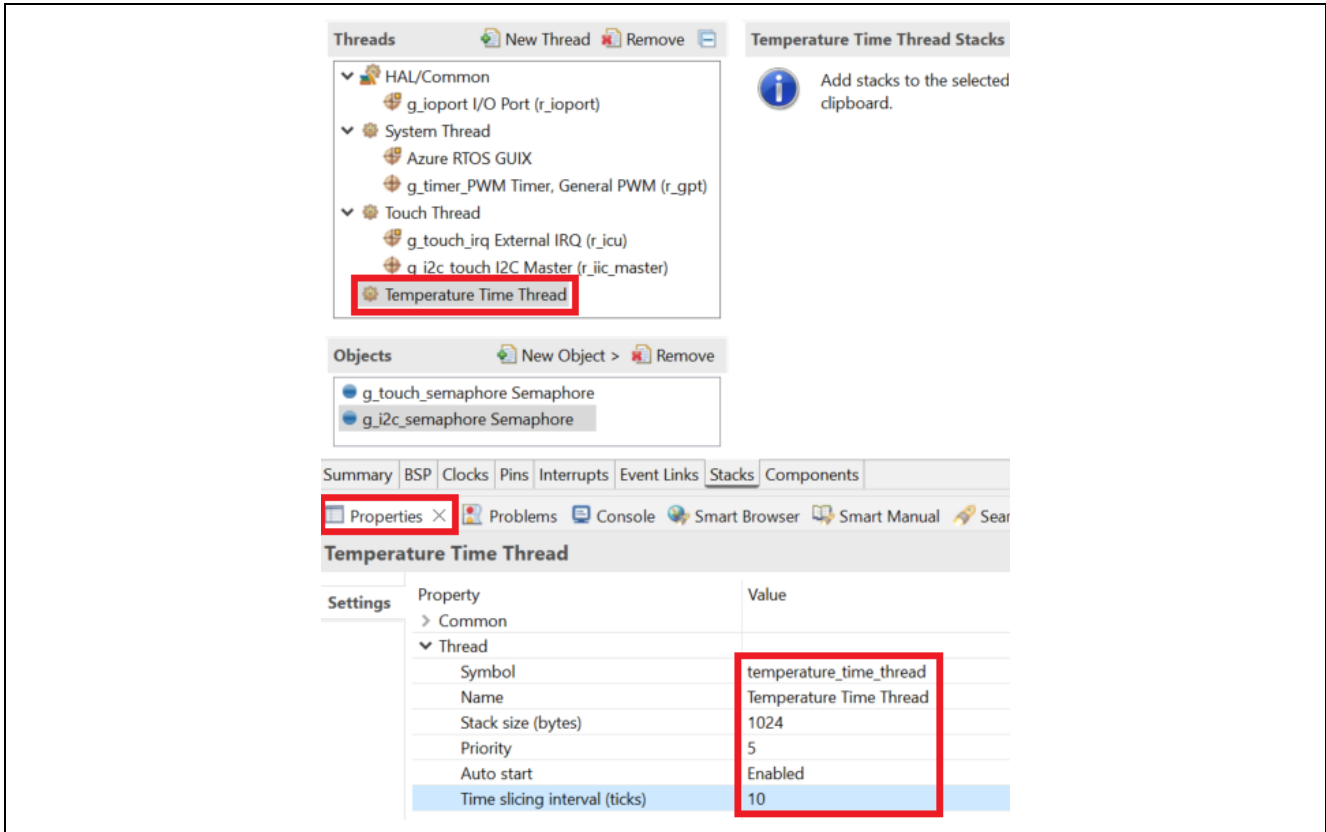 Threads New Thread Remove
HAL/Common
g_ioport I/O Port (r_ioport)
System Thread
Azure RTOS GUIX
g_timer_PWM Timer, General PWM (r_gpt)
Touch Thread
g_touch_irq External IRQ (r_icu)
g_i2c_touch I2C Master (r_iic_master)
Temperature Time Thread
Temperature Time Thread Stacks
Add stacks to the selected
clipboard.
Objects New Object > Remove
g_touch_semaphore Semaphore
g_i2c_semaphore Semaphore
Summary BSP Clocks Pins Interrupts Event Links Stacks Components
Properties Problems Console Smart Browser Smart Manual Sear
Temperature Time Thread
Settings
Property Value
Common
Thread
Symbol temperature_time_thread
Name Temperature Time Thread
Stack size (bytes) 1024
Priority 5
Auto start Enabled
Time slicing interval (ticks) 10